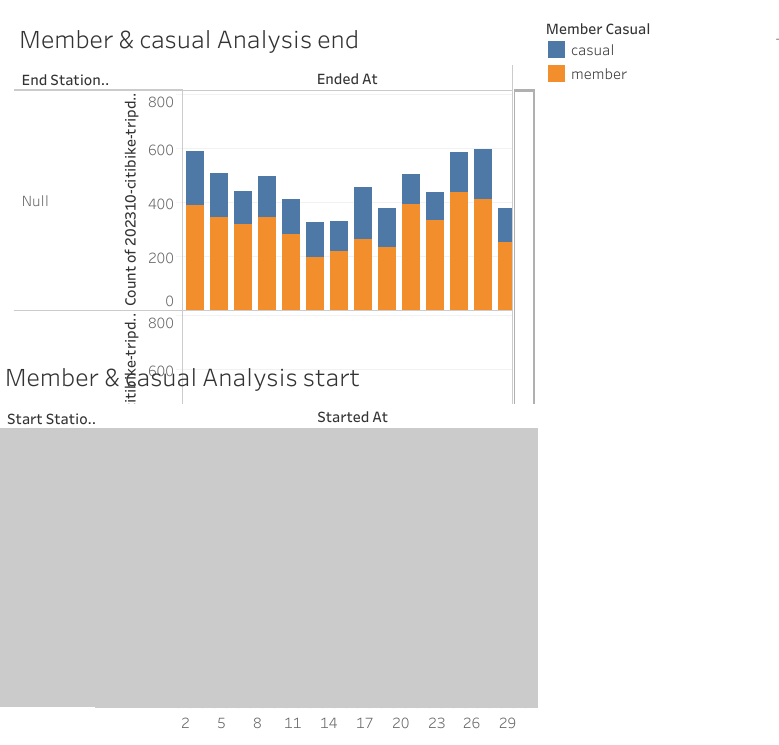 Member & casual Analysis end
Member Casual
casual
member
End Station..
Ended At
Null
Count of 202310-citibike-tripd..
800
600
400
200
0
800
600
Member & casual Analysis start
Start Statio..
Started At
2 5 8 11 14 17 20 23 26 29